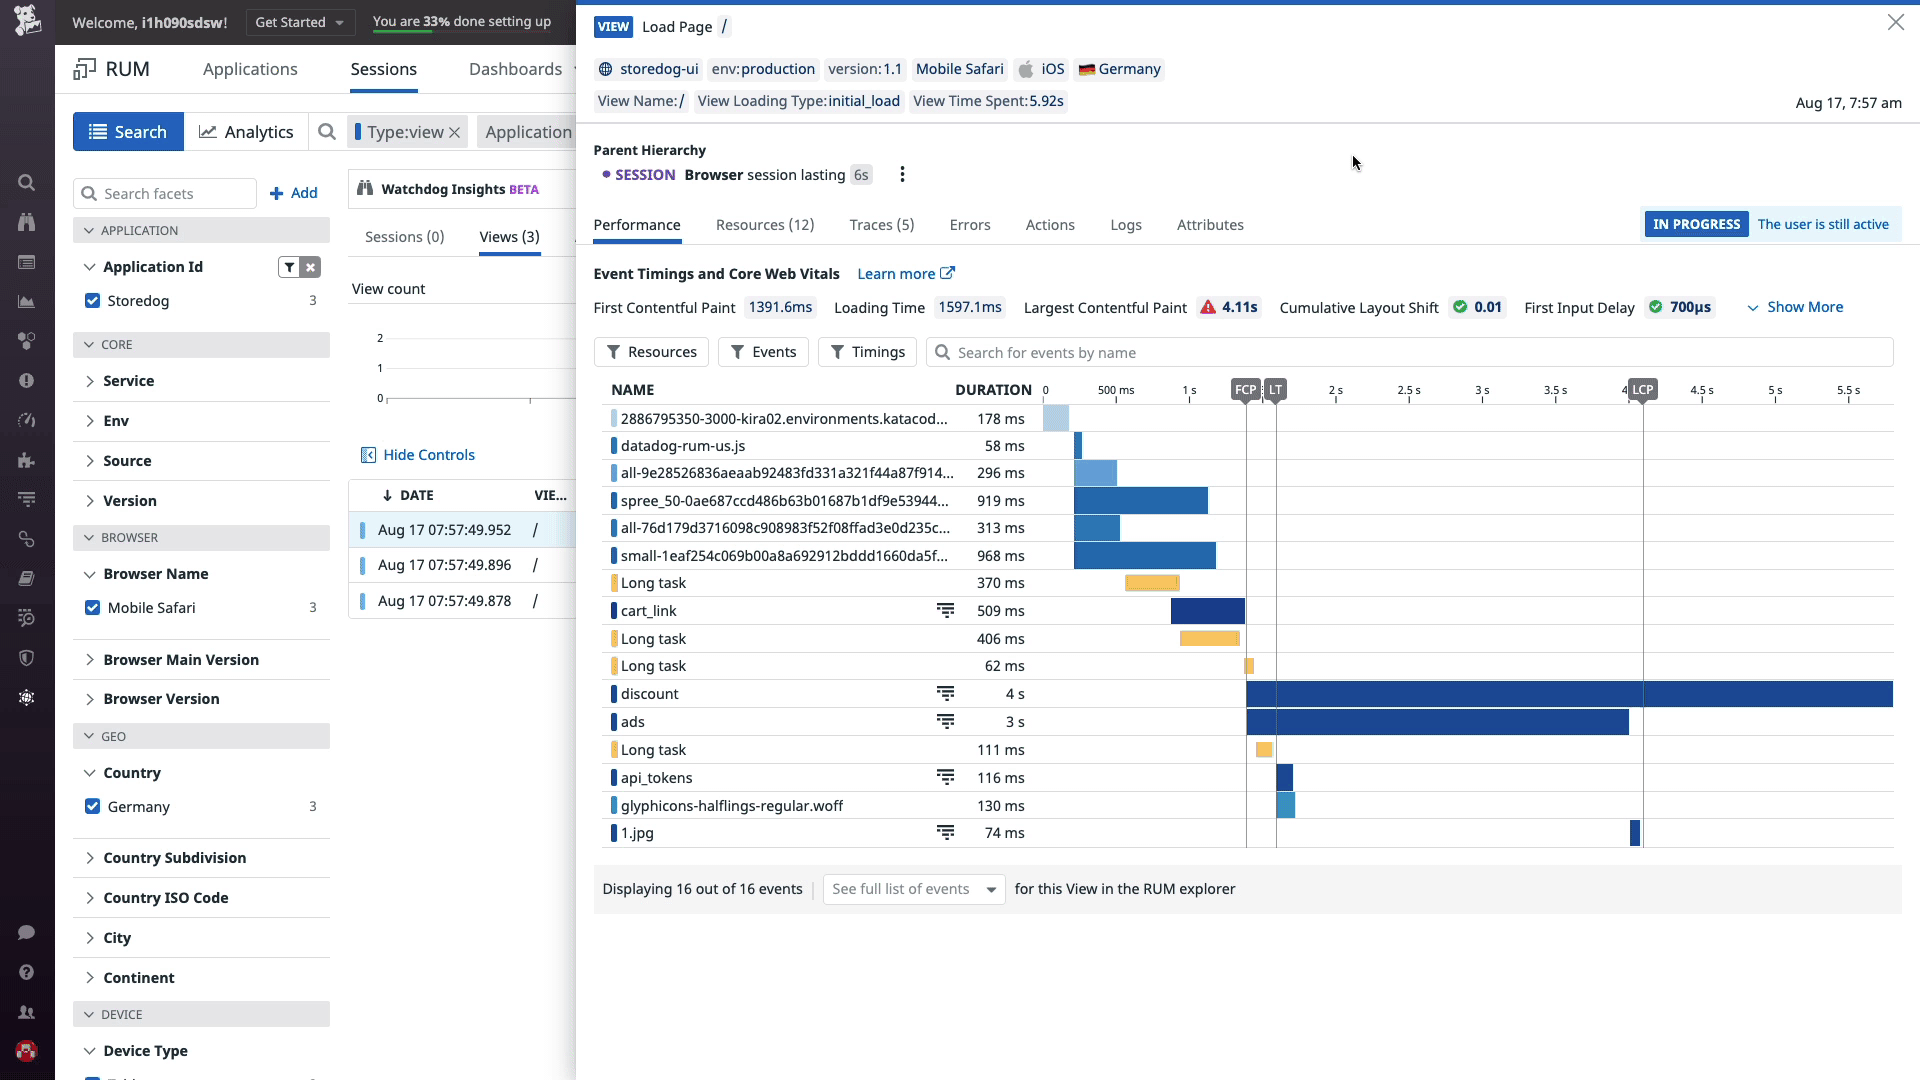 Welcome, i1h090sdsw!
Get Started
You are 33% done setting up
RUM
Applications
Sessions
Dashboards
Search
Analytics
Type:view
Application
Search facets
Add
APPLICATION
Application Id
Storedog 3
CORE
Service
Env
Source
Version
BROWSER
Browser Name
Mobile Safari 3
Browser Main Version
Browser Version
GEO
Country
Germany 3
Country Subdivision
Country ISO Code
City
Continent
DEVICE
Device Type
Watchdog Insights BETA
Sessions (0)
Views (3)
View count
2
1
0
Hide Controls
DATE VIE...
Aug 17 07:57:49.952 /
Aug 17 07:57:49.896 /
Aug 17 07:57:49.878 /
VIEW Load Page /
storedog-ui env:production version:1.1 Mobile Safari iOS Germany
View Name:/ View Loading Type:initial_load View Time Spent:5.92s
Aug 17, 7:57 am
Parent Hierarchy
SESSION Browser session lasting 6s
Performance Resources (12) Traces (5) Errors Actions Logs Attributes
IN PROGRESS The user is still active
Event Timings and Core Web Vitals Learn more
First Contentful Paint 1391.6ms Loading Time 1597.1ms Largest Contentful Paint 4.11s Cumulative Layout Shift 0.01 First Input Delay 700µs Show More
Resources Events Timings Search for events by name
NAME DURATION 0 500 ms 1 s FCP LT 2 s 2.5 s 3 s 3.5 s 4 LCP 4.5 s 5 s 5.5 s
2886795350-3000-kira02.environments.katacod... 178 ms
datadog-rum-us.js 58 ms
all-9e28526836aeaab92483fd331a321f44a87f914... 296 ms
spree_50-0ae687ccd486b63b01687b1df9e53944... 919 ms
all-76d179d3716098c908983f52f08ffad3e0d235c... 313 ms
small-1eaf254c069b00a8a692912bddd1660da5f... 968 ms
Long task 370 ms
cart_link 509 ms
Long task 406 ms
Long task 62 ms
discount 4 s
ads 3 s
Long task 111 ms
api_tokens 116 ms
glyphicons-halflings-regular.woff 130 ms
1.jpg 74 ms
Displaying 16 out of 16 events See full list of events for this View in the RUM explorer